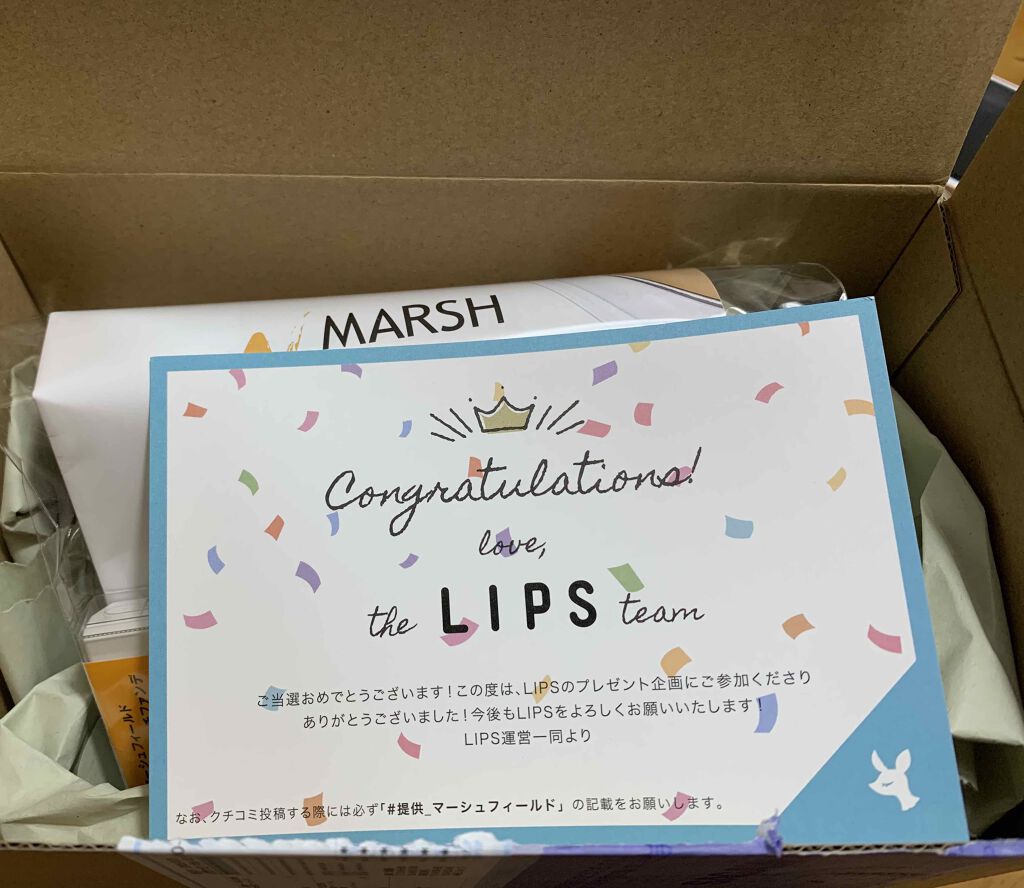 MARSH
Congratulations!
love,
the LIPS team
ご当選おめでとうございます！この度は、LIPSのプレゼント企画にご参加くださり
ありがとうございました！今後もLIPSをよろしくお願いいたします！
LIPS運営一同より
なお、クチコミ投稿する際には必ず「#提供_マーシュフィールド」の記載をお願いします。